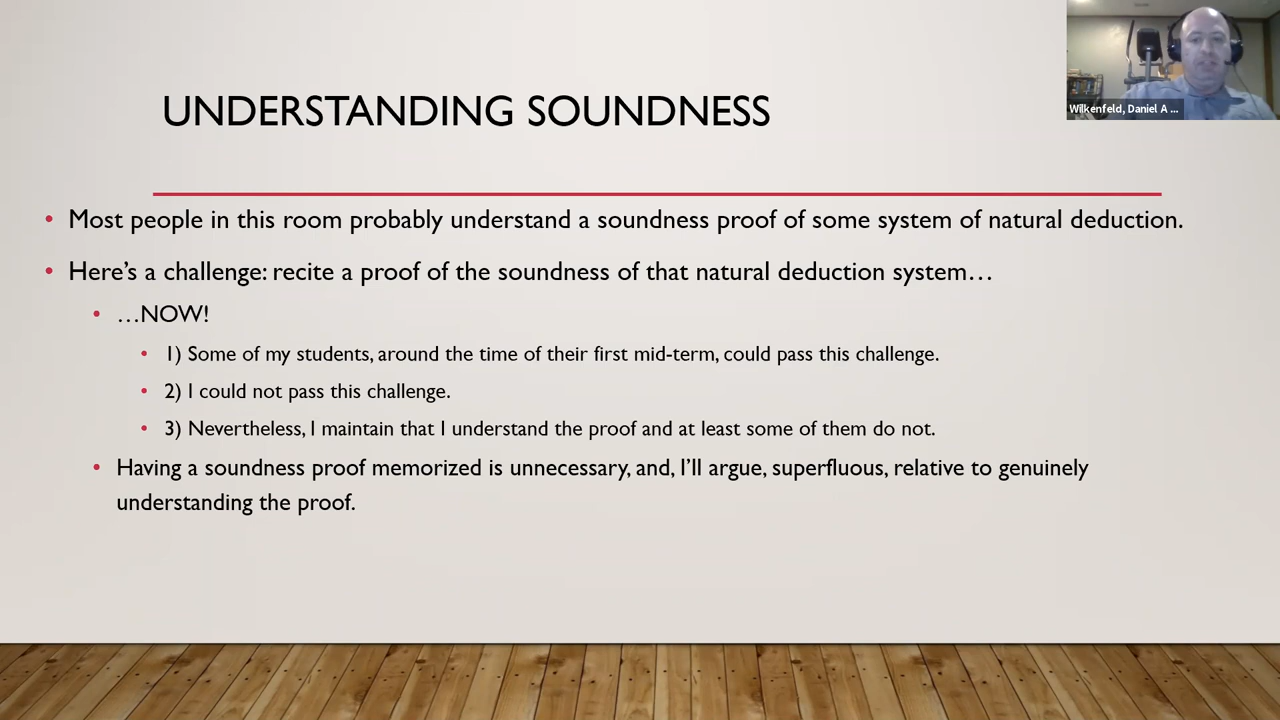 UNDERSTANDING SOUNDNESS
Wilkenfeld, Daniel A ...
• Most people in this room probably understand a soundness proof of some system of natural deduction.
• Here’s a challenge: recite a proof of the soundness of that natural deduction system…
• …NOW!
• 1) Some of my students, around the time of their first mid-term, could pass this challenge.
• 2) I could not pass this challenge.
• 3) Nevertheless, I maintain that I understand the proof and at least some of them do not.
• Having a soundness proof memorized is unnecessary, and, I’ll argue, superfluous, relative to genuinely
understanding the proof.